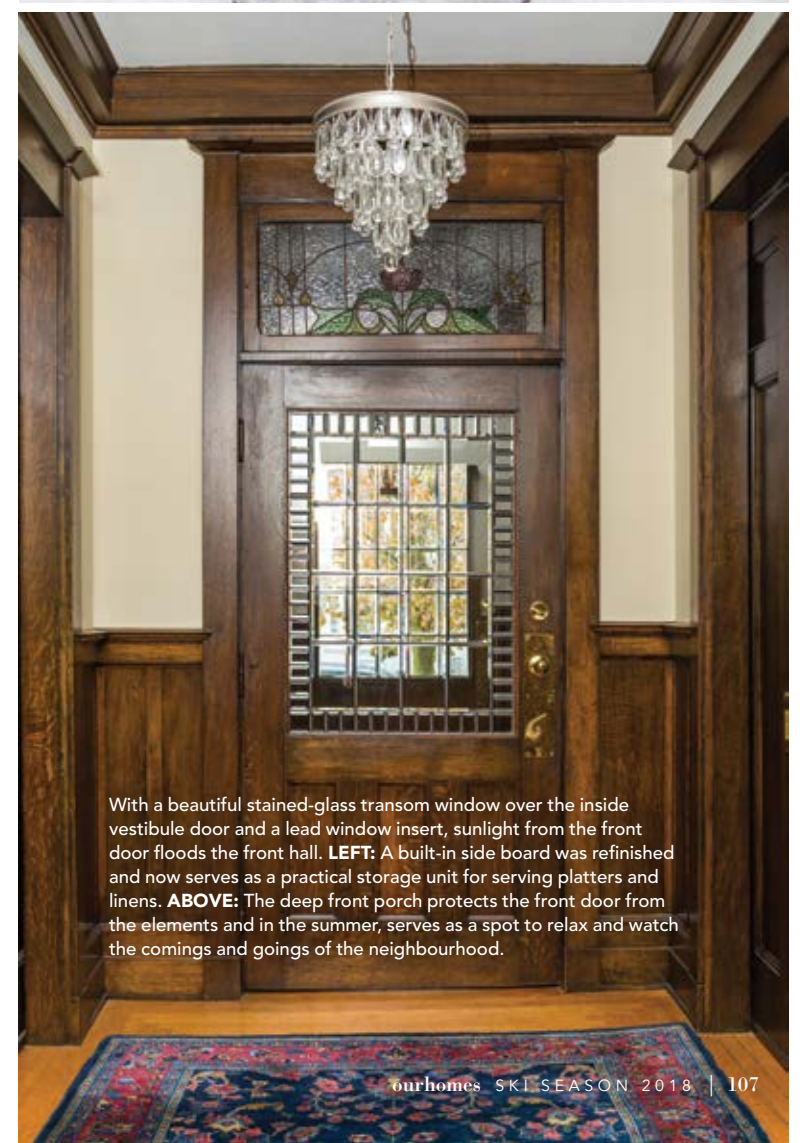 With a beautiful stained-glass transom window over the inside
vestibule door and a lead window insert, sunlight from the front
door floods the front hall. LEFT: A built-in side board was refinished
and now serves as a practical storage unit for serving platters and
linens. ABOVE: The deep front porch protects the front door from
the elements and in the summer, serves as a spot to relax and watch
the comings and goings of the neighbourhood.
ourhomes SKI SEASON 2018 | 107